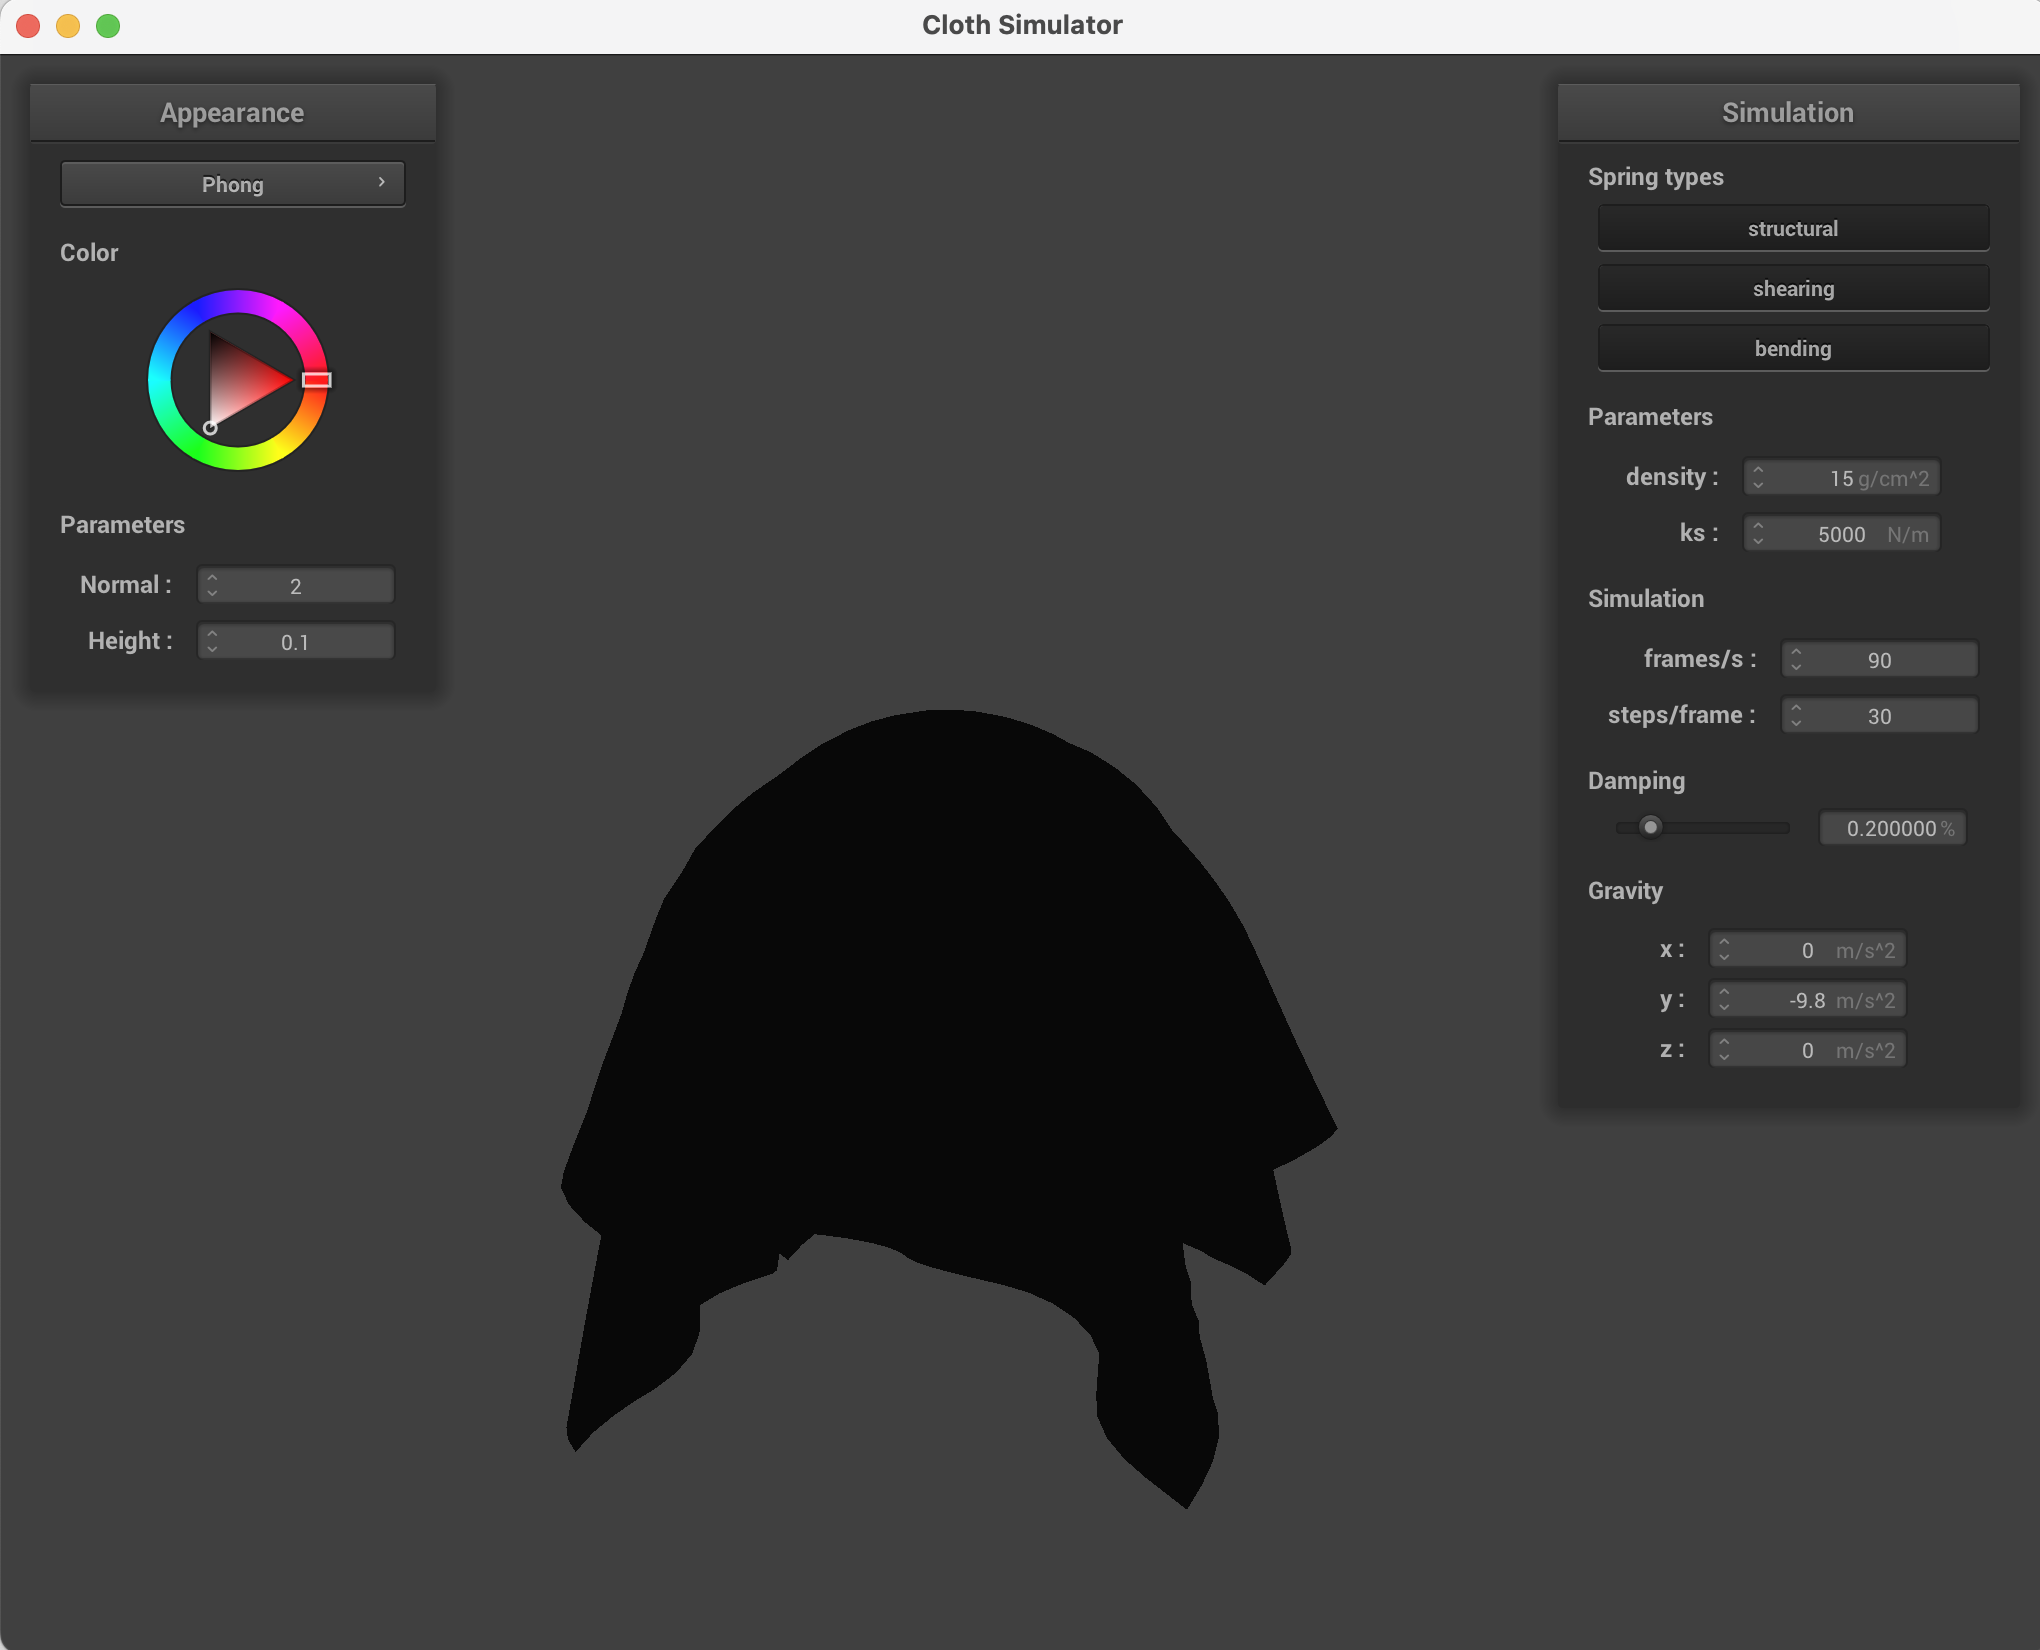 Cloth Simulator
Appearance
Phong
Color
Parameters
Normal : 2
Height : 0.1
Simulation
Spring types
structural
shearing
bending
Parameters
density : 15 g/cm^2
ks : 5000 N/m
Simulation
frames/s : 90
steps/frame : 30
Damping
0.200000 %
Gravity
x : 0 m/s^2
y : -9.8 m/s^2
z : 0 m/s^2